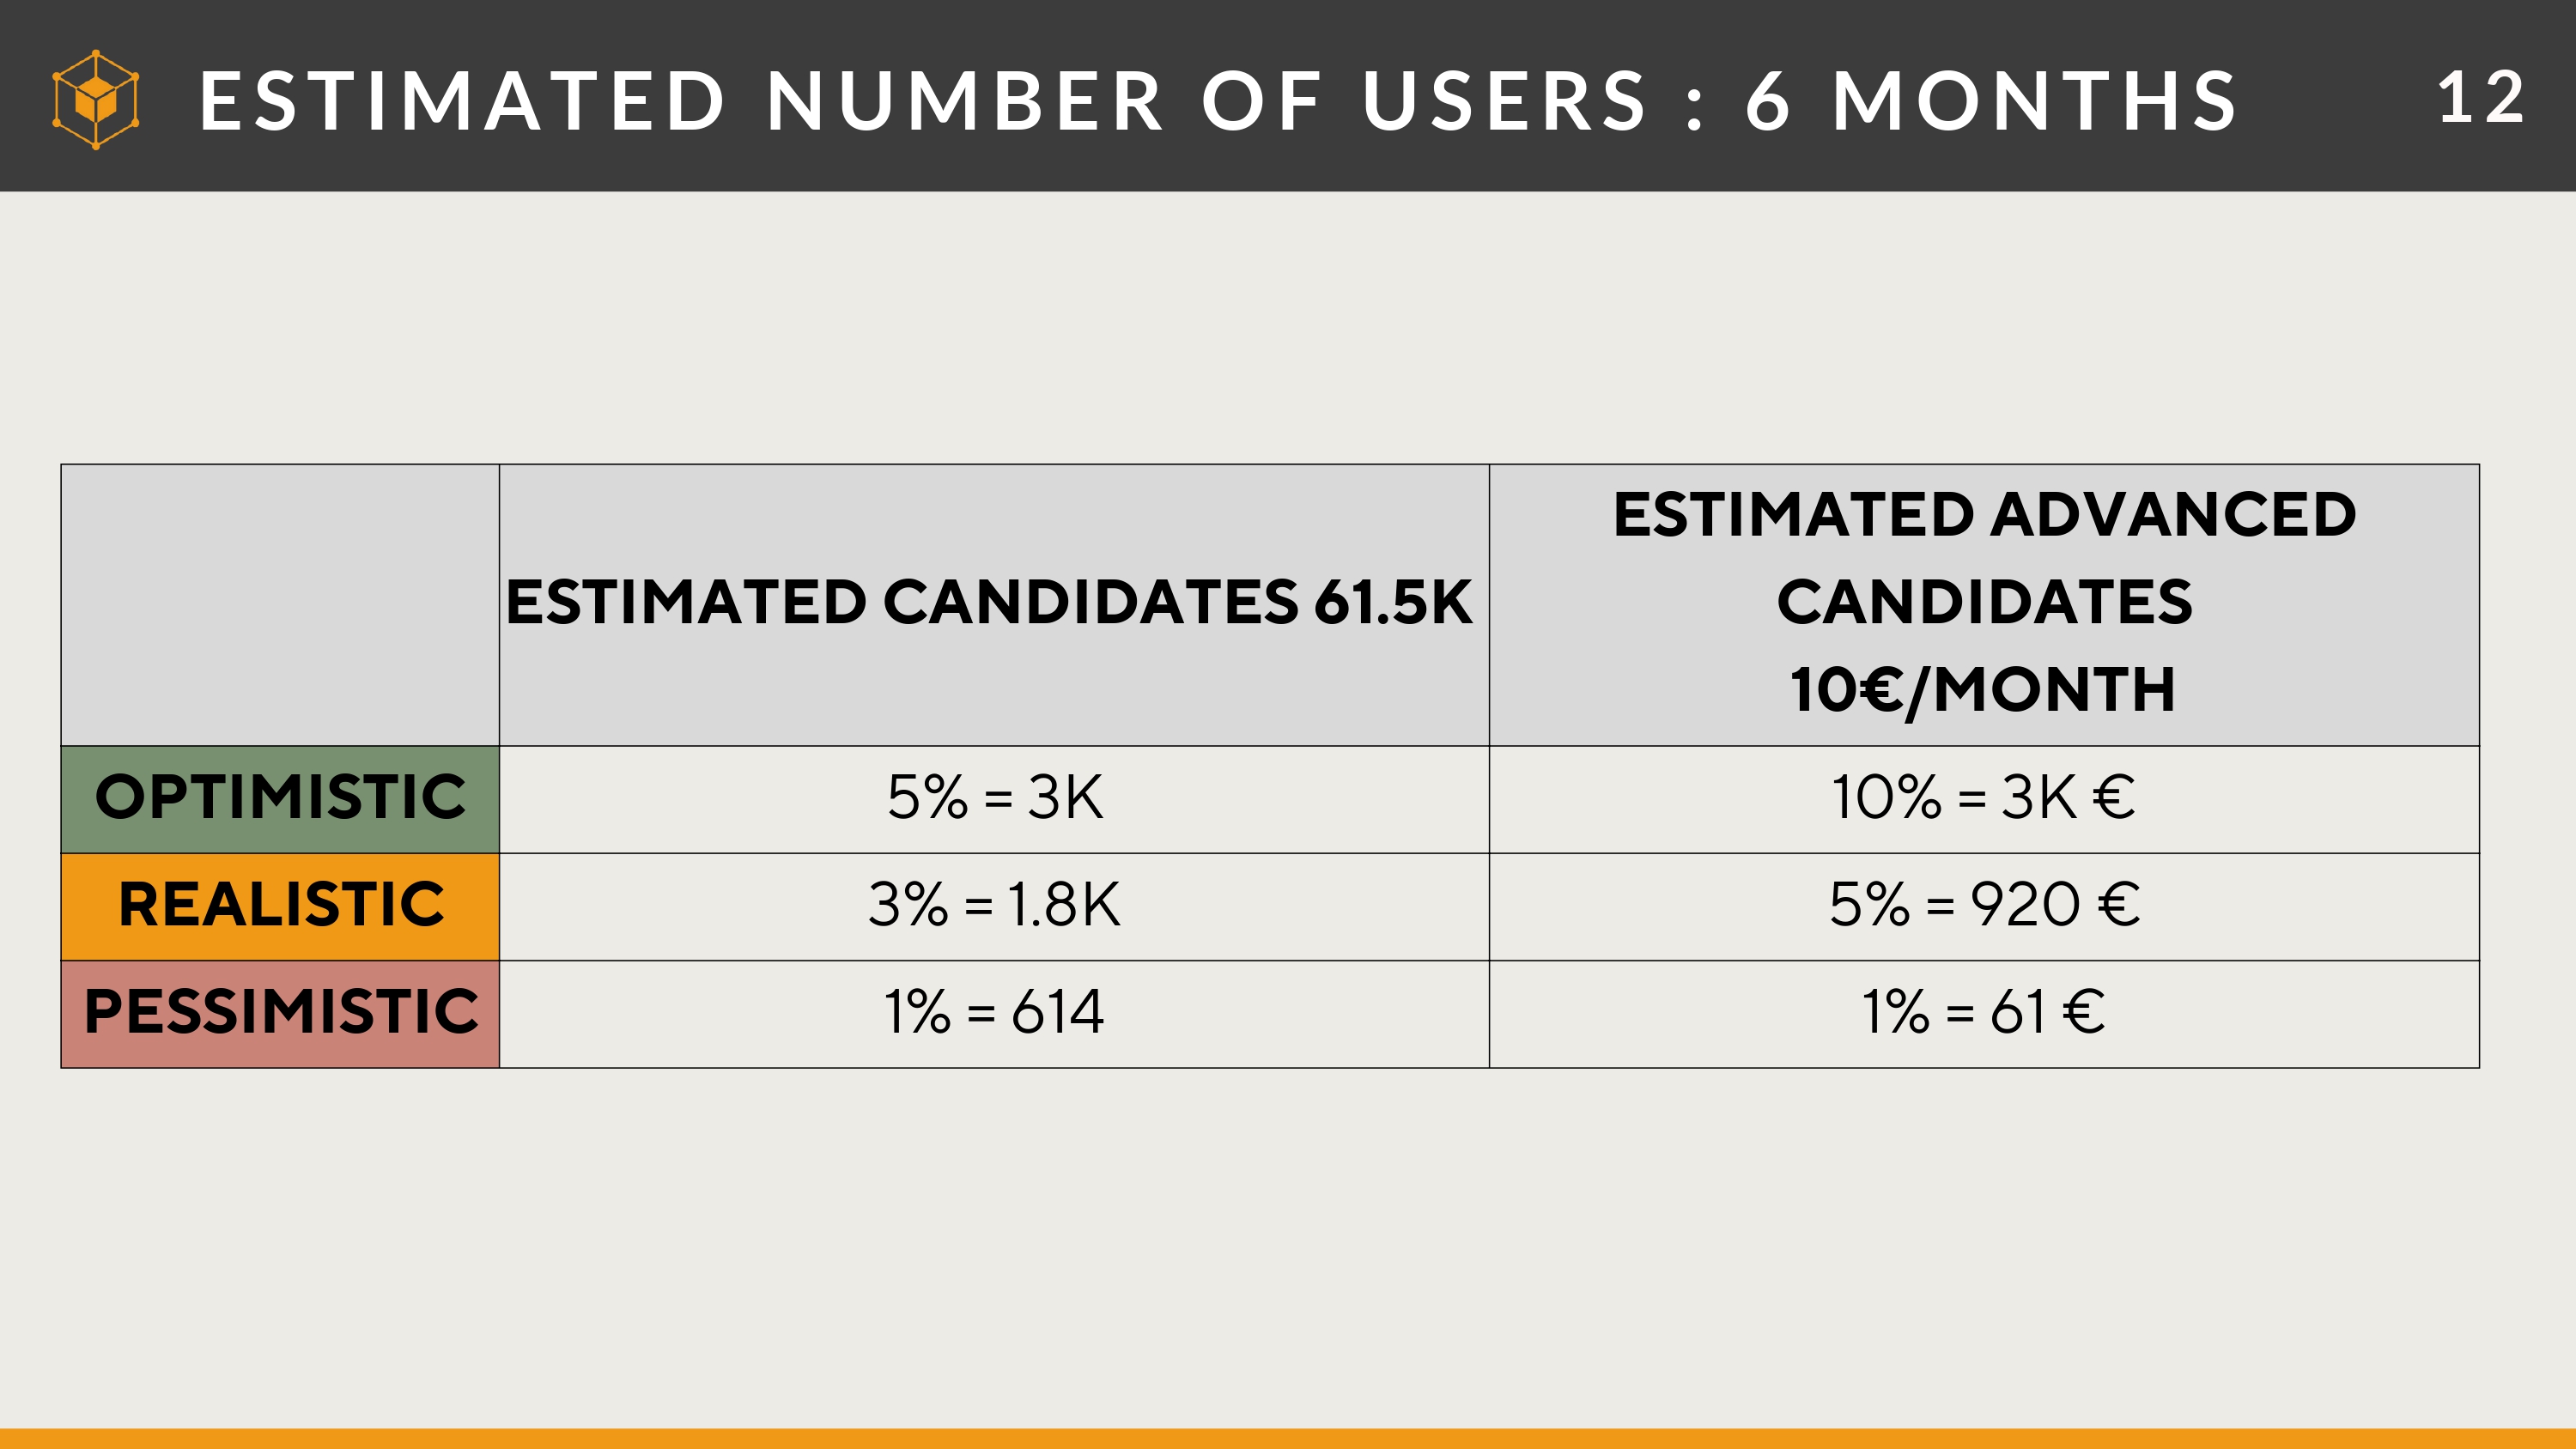 ESTIMATED NUMBER OF USERS : 6 MONTHS
12
ESTIMATED CANDIDATES 61.5K
ESTIMATED ADVANCED
CANDIDATES
10€/MONTH
OPTIMISTIC
5% = 3K
10% = 3K €
REALISTIC
3% = 1.8K
5% = 920 €
PESSIMISTIC
1% = 614
1% = 61 €